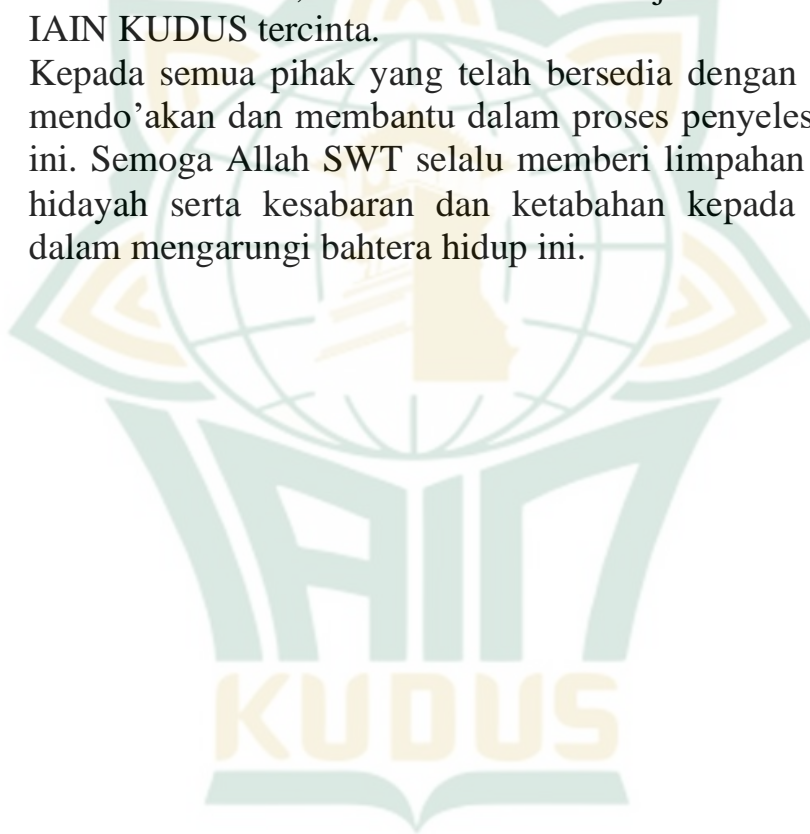 IAIN KUDUS tercinta.
Kepada semua pihak yang telah bersedia dengan
mendo’akan dan membantu dalam proses penyeles
ini. Semoga Allah SWT selalu memberi limpahan
hidayah serta kesabaran dan ketabahan kepada
dalam mengarungi bahtera hidup ini.
IAIN
KUDUS